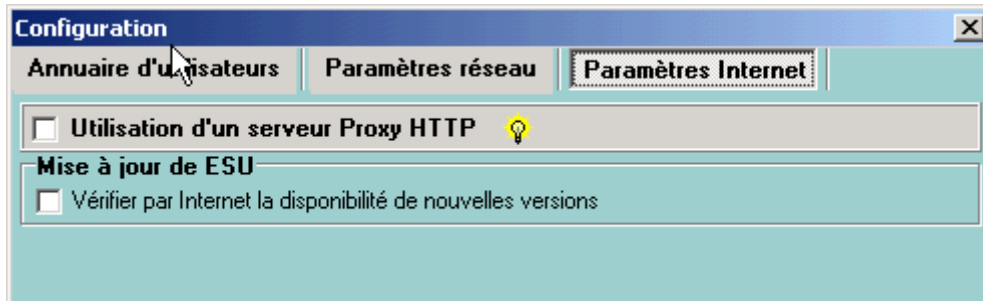 Configuration
Annuaire d'utilisateurs Paramètres réseau Paramètres Internet
Utilisation d'un serveur Proxy HTTP
Mise à jour de ESU
Vérifier par Internet la disponibilité de nouvelles versions